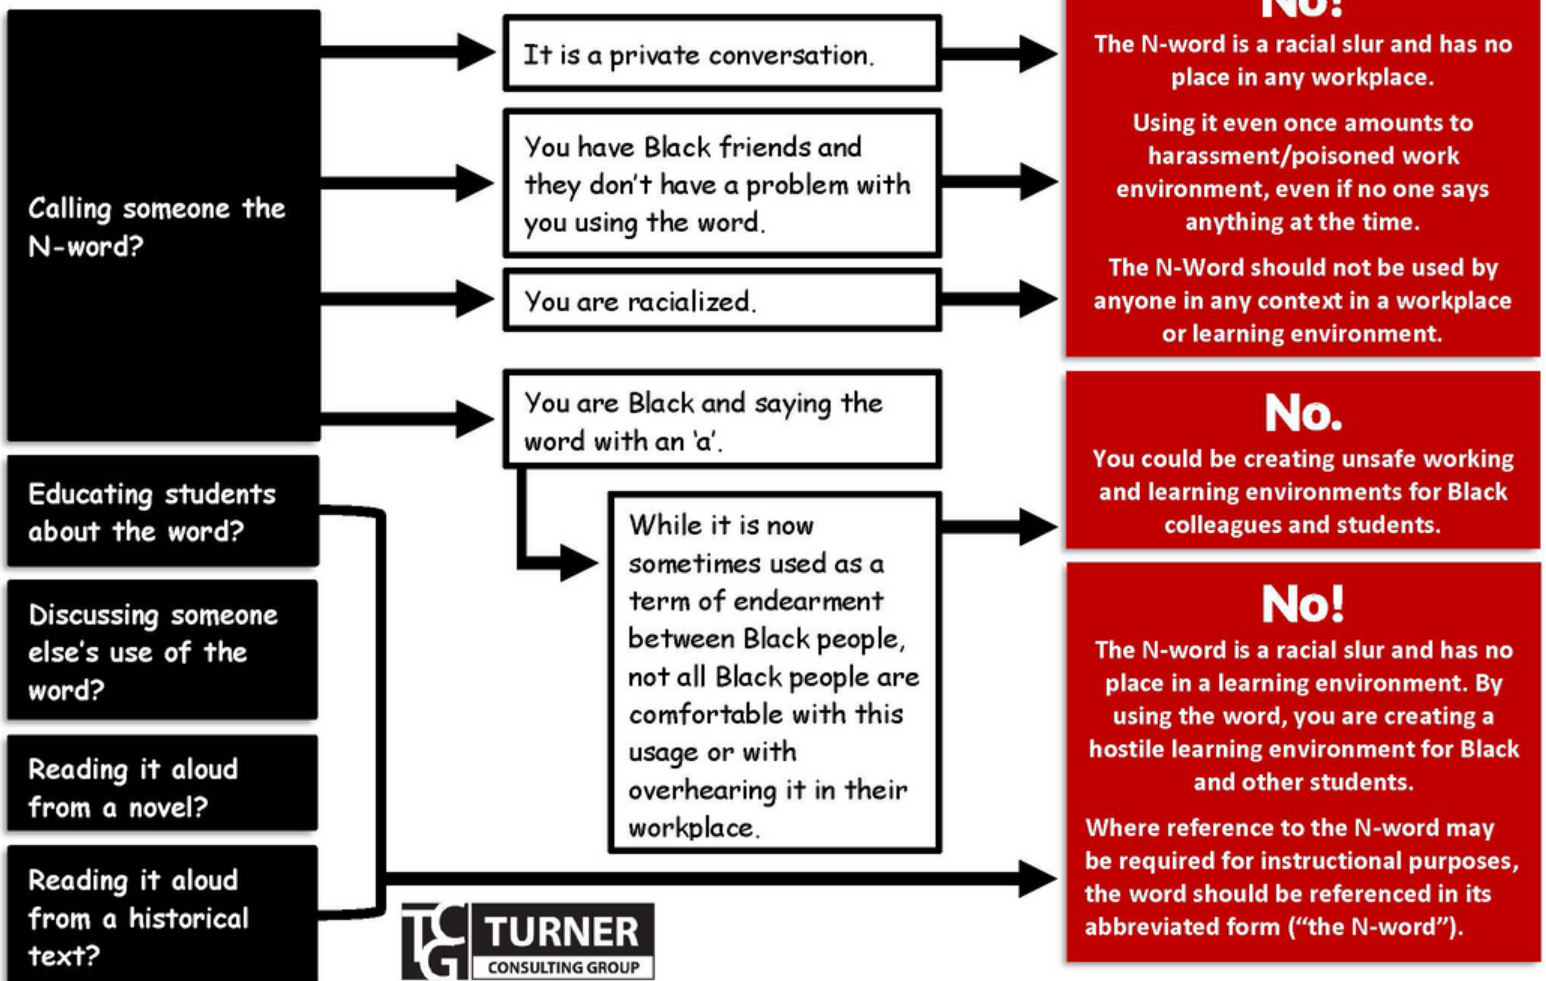 Calling someone the
N-word?
It is a private conversation.
You have Black friends and
they don't have a problem with
you using the word.
You are racialized.
No!
The N-word is a racial slur and has no
place in any workplace.
Using it even once amounts to
harassment/poisoned work
environment, even if no one says
anything at the time.
The N-Word should not be used by
anyone in any context in a workplace
or learning environment.
You are Black and saying the
word with an 'a'.
While it is now
sometimes used as a
term of endearment
between Black people,
not all Black people are
comfortable with this
usage or with
overhearing it in their
workplace.
No.
You could be creating unsafe working
and learning environments for Black
colleagues and students.
Educating students
about the word?
Discussing someone
else's use of the
word?
Reading it aloud
from a novel?
Reading it aloud
from a historical
text?
No!
The N-word is a racial slur and has no
place in a learning environment. By
using the word, you are creating a
hostile learning environment for Black
and other students.
Where reference to the N-word may
be required for instructional purposes,
the word should be referenced in its
abbreviated form (“the N-word”).
TCG
TURNER
CONSULTING GROUP